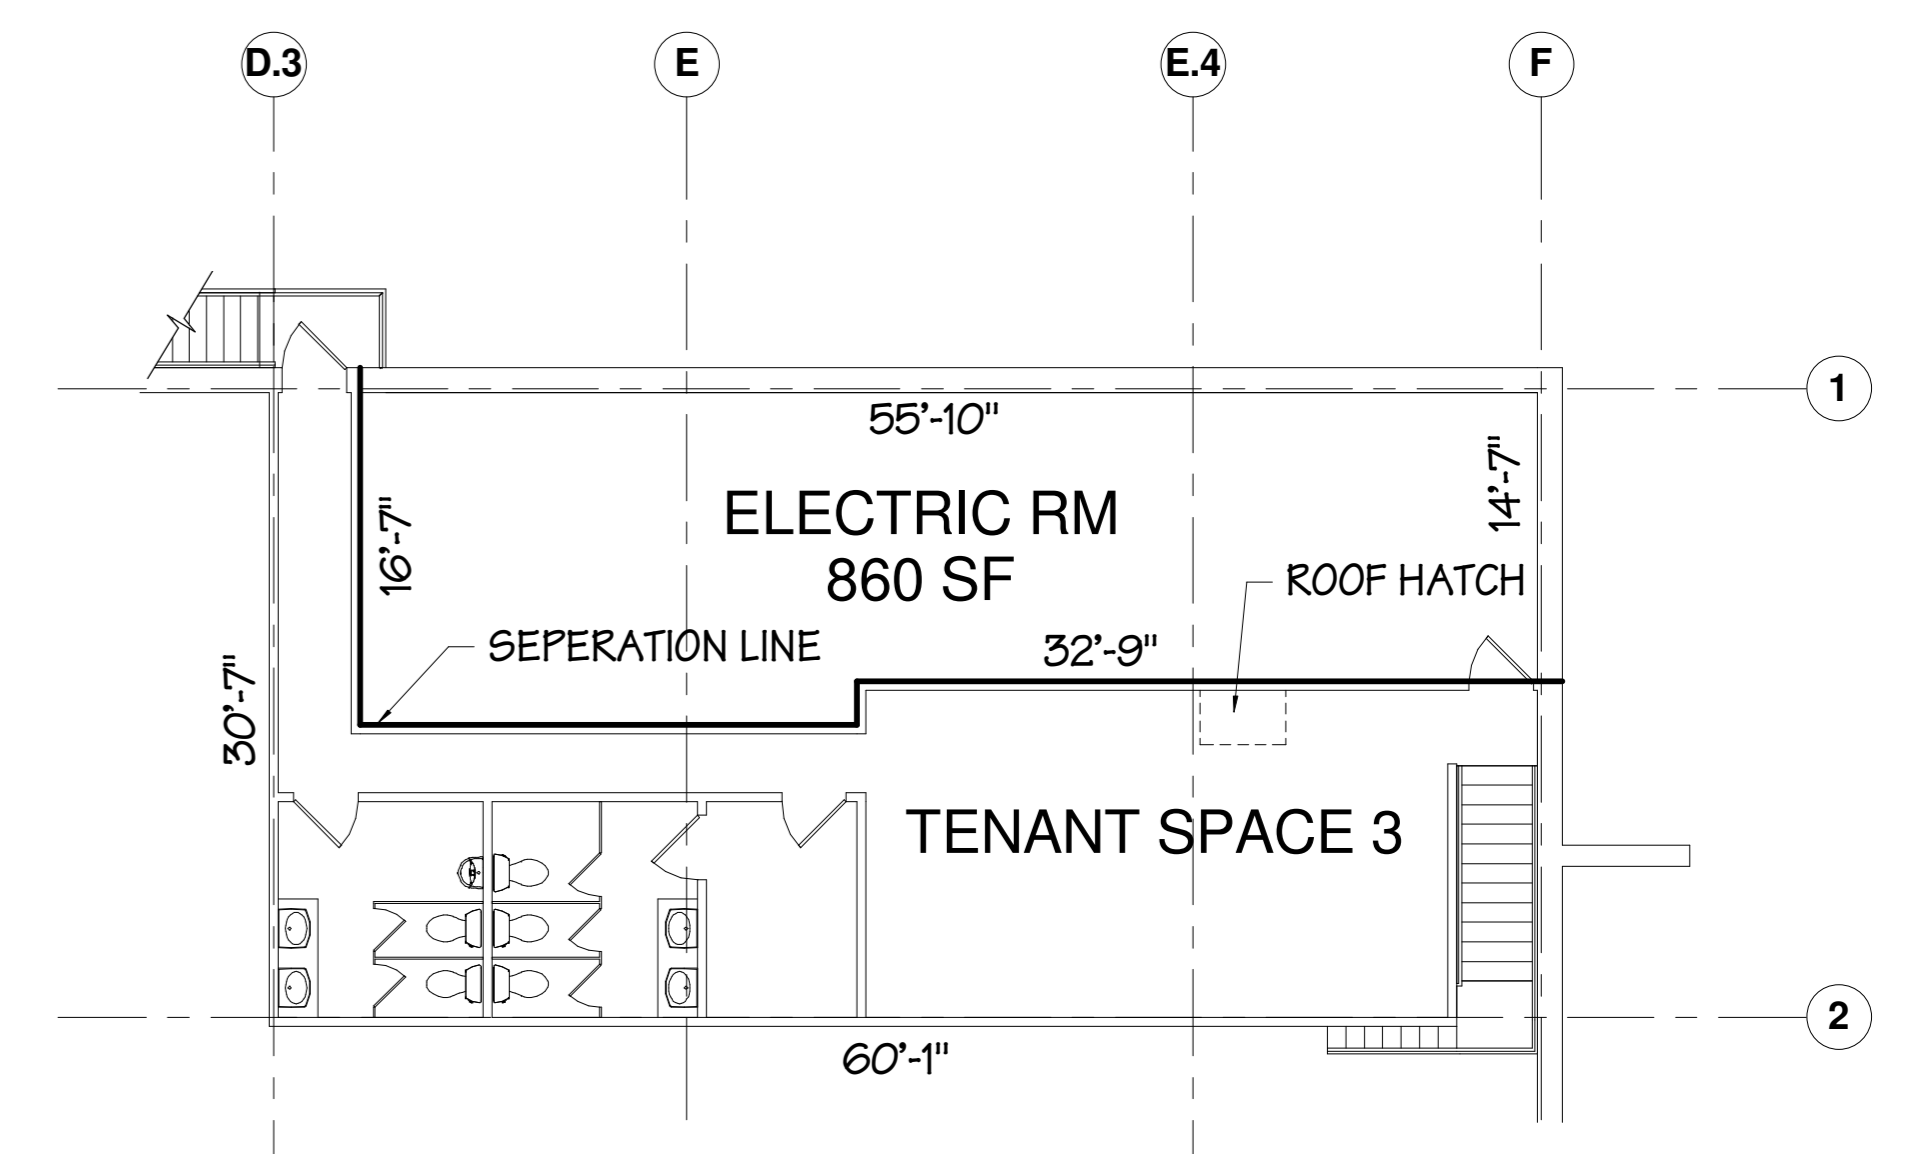 D.3
E
E.4
F
1
55'-10"
14'-7"
ELECTRIC RM
860 SF
16'-7"
ROOF HATCH
SEPERATION LINE
32'-9"
30'-7"
TENANT SPACE 3
2
60'-1"